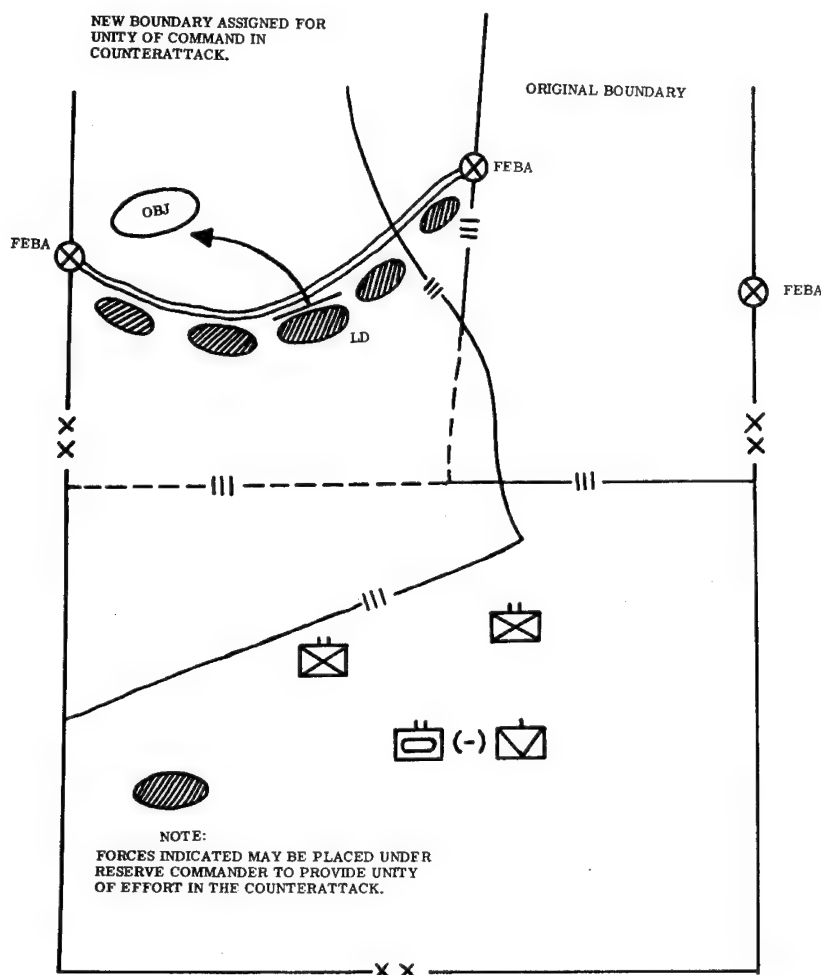 NEW BOUNDARY ASSIGNED FOR
UNITY OF COMMAND IN
COUNTERATTACK.
ORIGINAL BOUNDARY
FEBA
OBJ
FEBA
FEBA
LD
(-)
NOTE:
FORCES INDICATED MAY BE PLACED UNDER
RESERVE COMMANDER TO PROVIDE UNITY
OF EFFORT IN THE COUNTERATTACK.